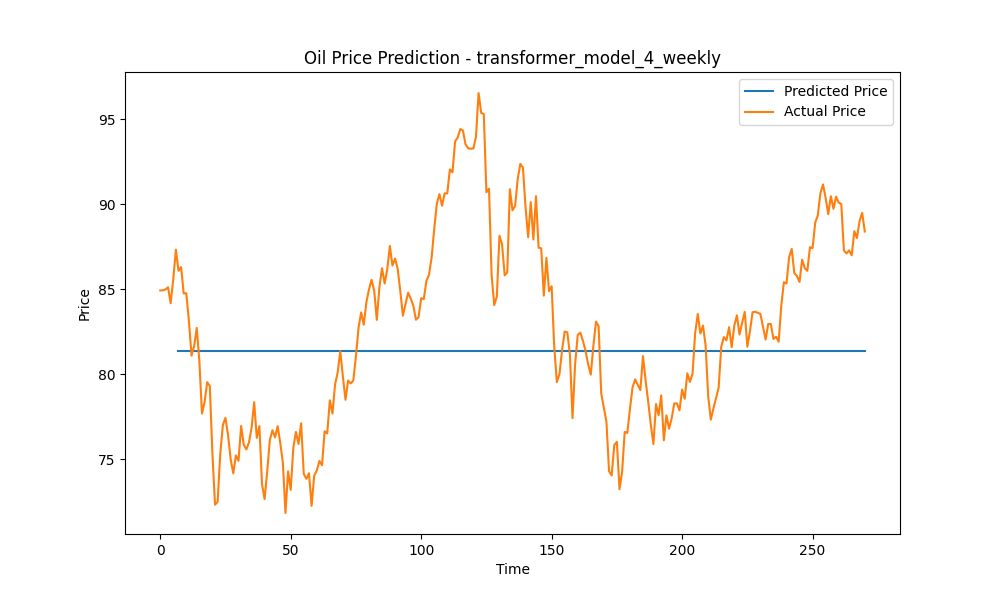 Oil Price Prediction - transformer_model_4_weekly
Predicted Price
Actual Price
95
90
85
80
75
Price
0 50 100 150 200 250
Time